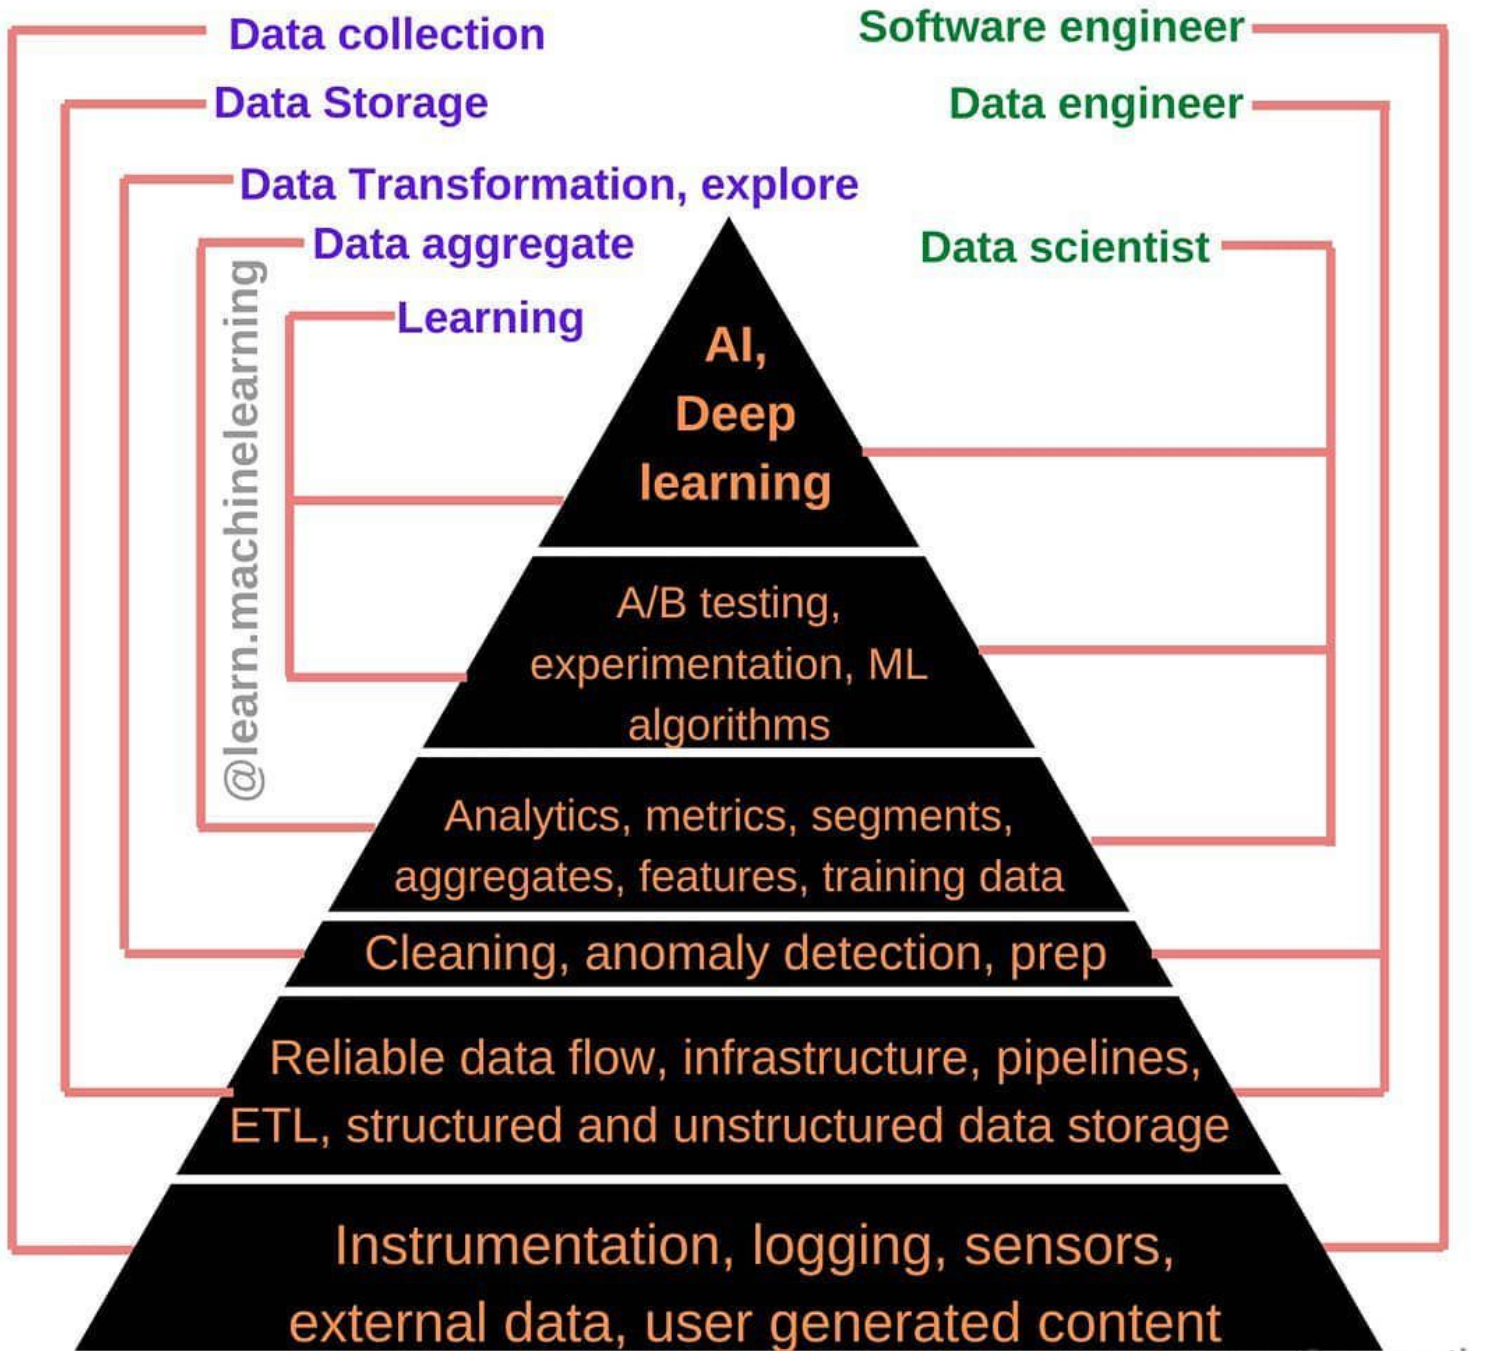 Data collection
Software engineer
Data Storage
Data engineer
Data Transformation, explore
Data aggregate
Data scientist
Learning
@learn.machinelearning
AI,
Deep
learning
A/B testing,
experimentation, ML
algorithms
Analytics, metrics, segments,
aggregates, features, training data
Cleaning, anomaly detection, prep
Reliable data flow, infrastructure, pipelines,
ETL, structured and unstructured data storage
Instrumentation, logging, sensors,
external data, user generated content